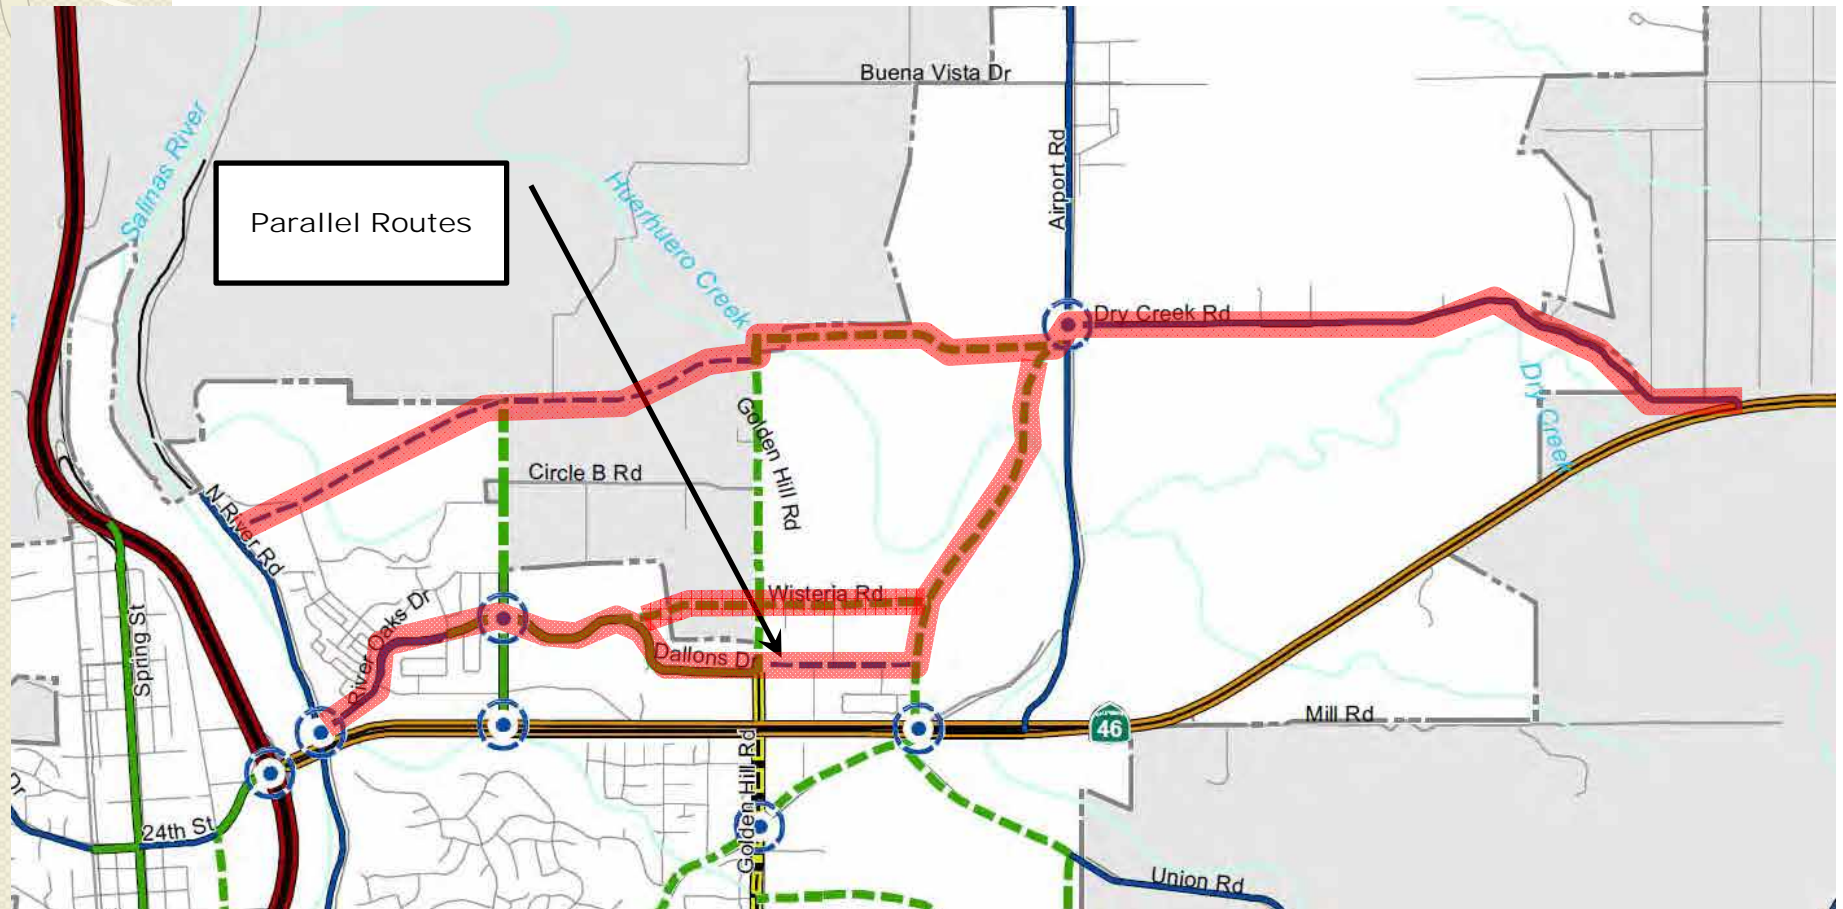 Buena Vista Dr
Salinas River
Airport Rd
Huerhuero Creek
Parallel Routes
Dry Creek Rd
Dry Creek
Golden Hill Rd
Circle B Rd
N River Rd
Wisteria Rd
River Oaks Dr
Spring St
Dallons Dr
Mill Rd
46
Golden Hill Rd
Dr
24th St
Union Rd